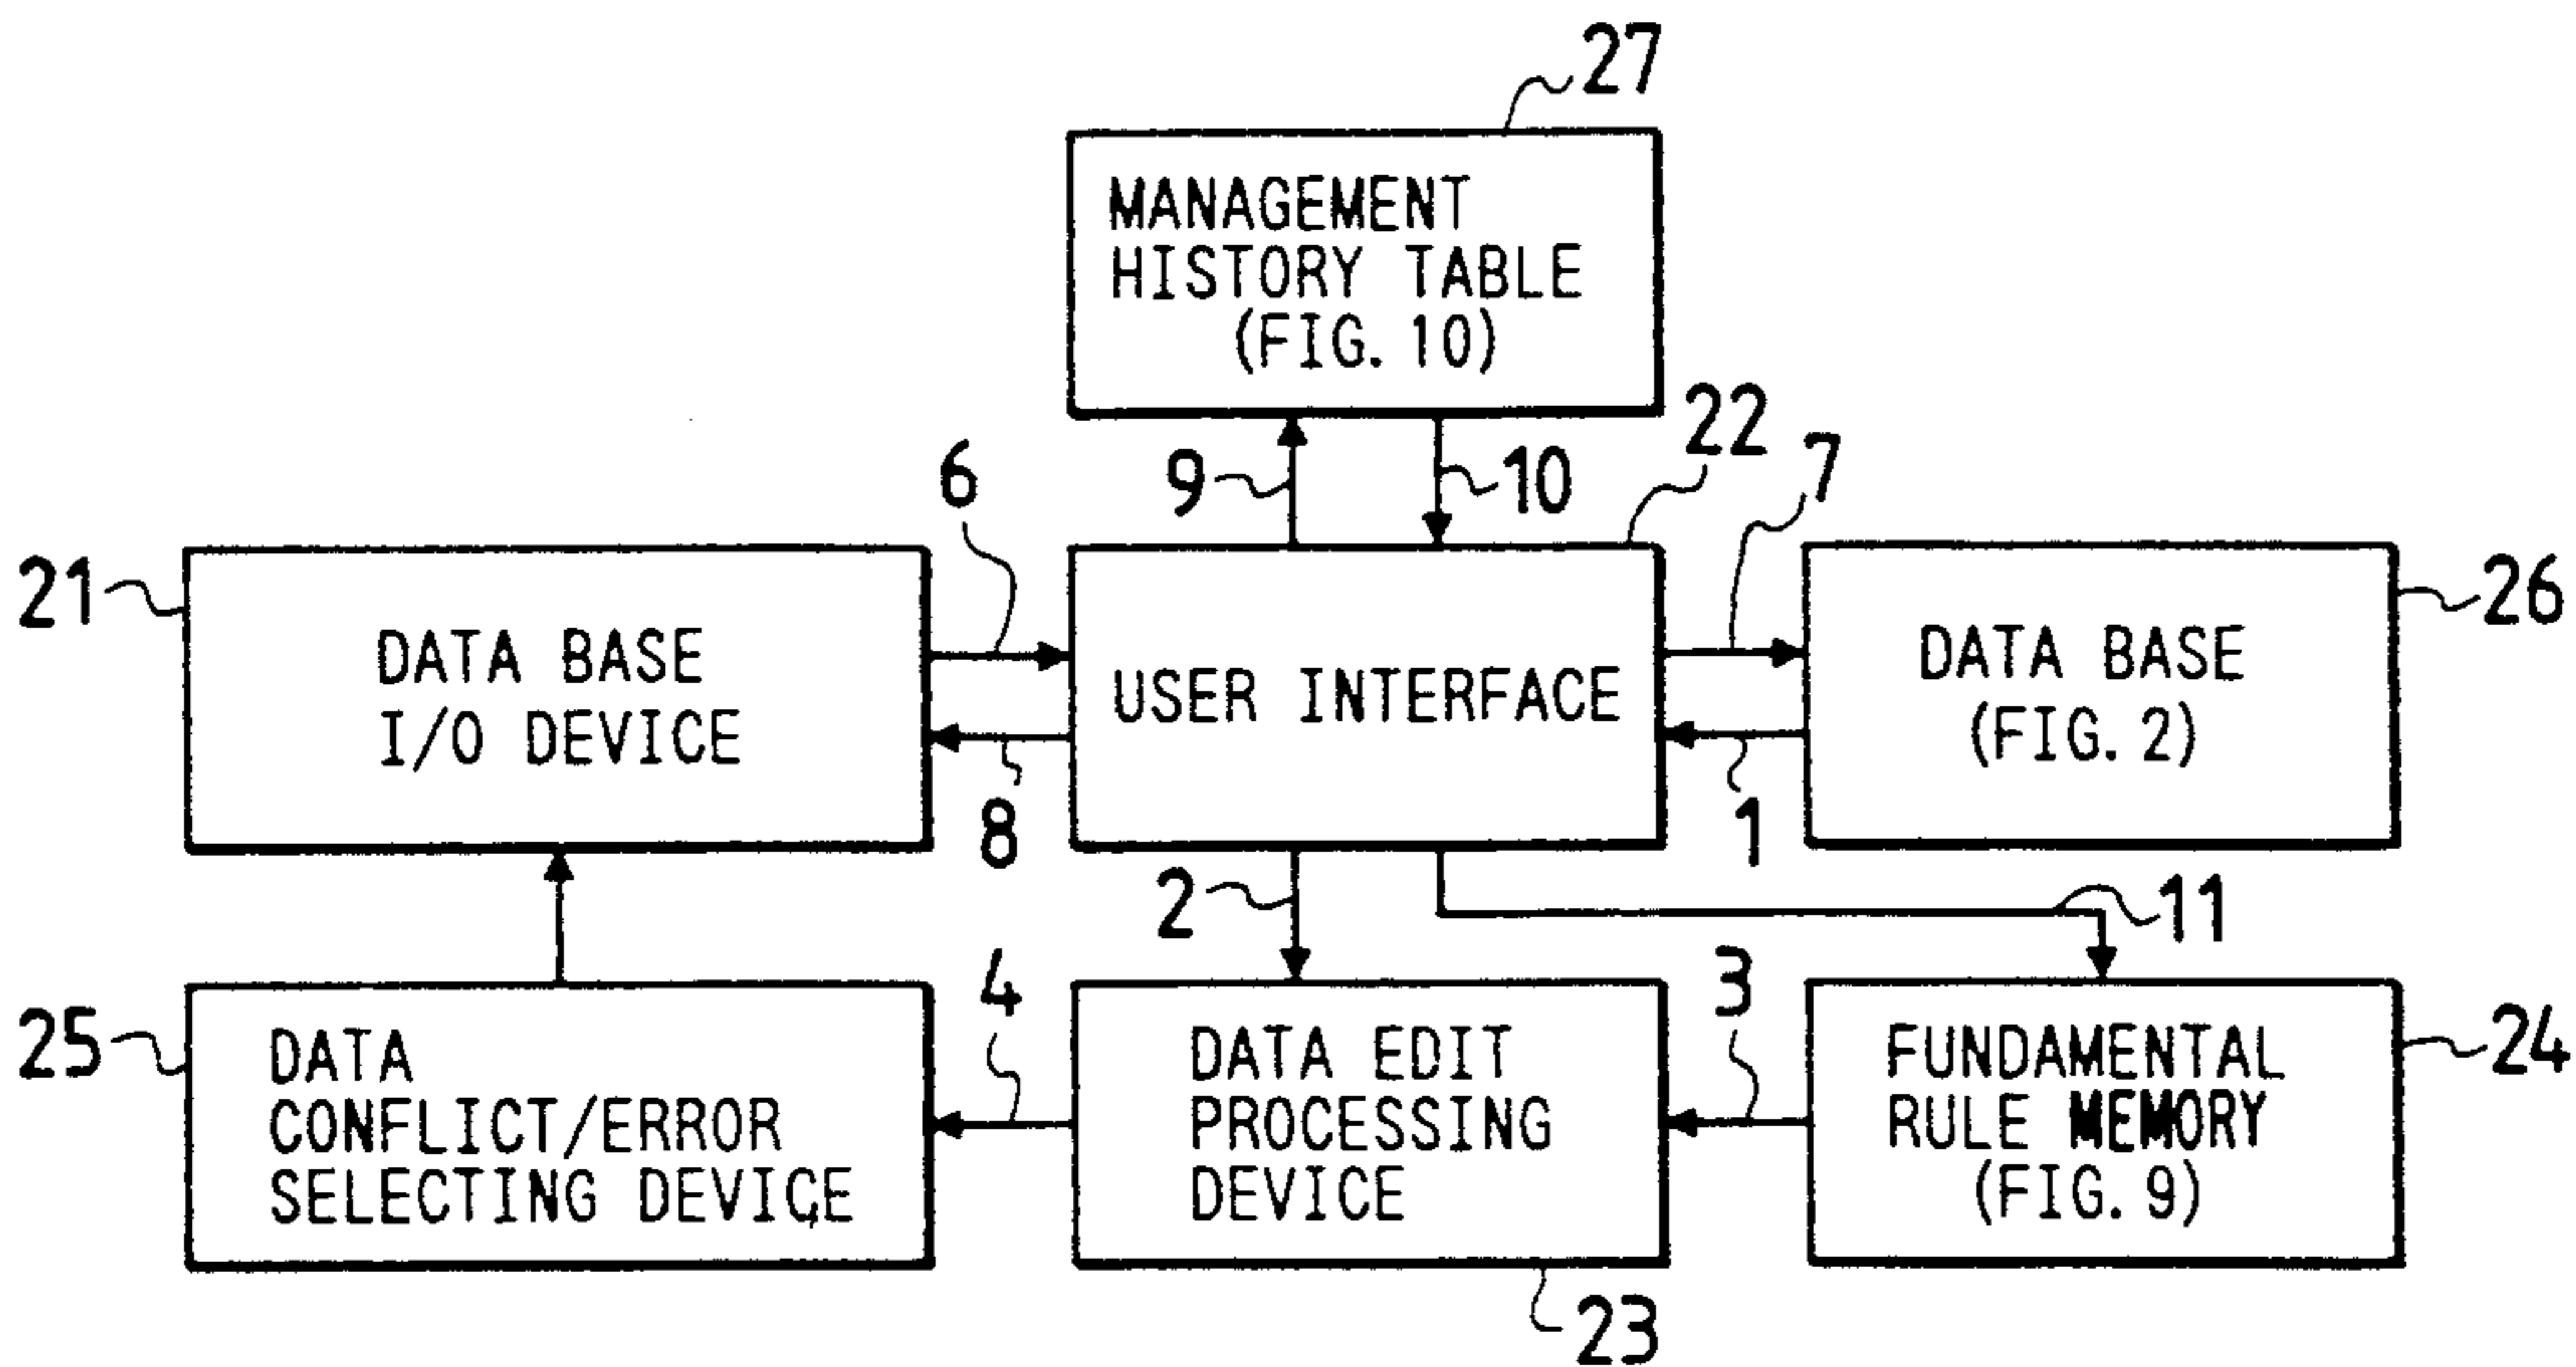 27
MANAGEMENT
HISTORY TABLE
(FIG. 10)
22
6
9
10
7
21
26
DATA BASE
I/O DEVICE
USER INTERFACE
DATA BASE
(FIG. 2)
8
1
2
11
4
3
25
24
DATA
CONFLICT/ERROR
SELECTING DEVICE
DATA EDIT
PROCESSING
DEVICE
FUNDAMENTAL
RULE MEMORY
(FIG. 9)
23